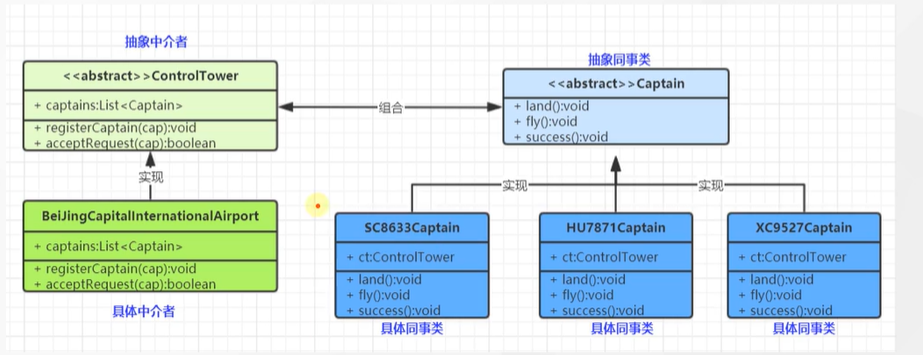 抽象中介者
<<abstract>>ControlTower
+ captains:List<Captain>
+ registerCaptain(cap):void
+ acceptRequest(cap):boolean
实现
BeiJingCapitalInternationalAirport
+ captains:List<Captain>
+ registerCaptain(cap):void
+ acceptRequest(cap):boolean
具体中介者
组合
抽象同事类
<<abstract>>Captain
+ land():void
+ fly():void
+ success():void
实现
实现
SC8633Captain
+ ct:ControlTower
+ land():void
+ fly():void
+ success():void
具体同事类
HU7871Captain
+ ct:ControlTower
+ land():void
+ fly():void
+ success():void
具体同事类
XC9527Captain
+ ct:ControlTower
+ land():void
+ fly():void
+ success():void
具体同事类